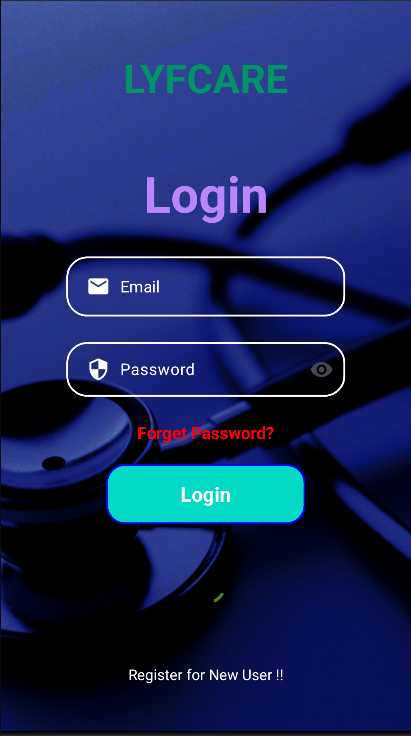 LYFCARE
Login
Email
Password
Forget Password?
Login
Register for New User !!